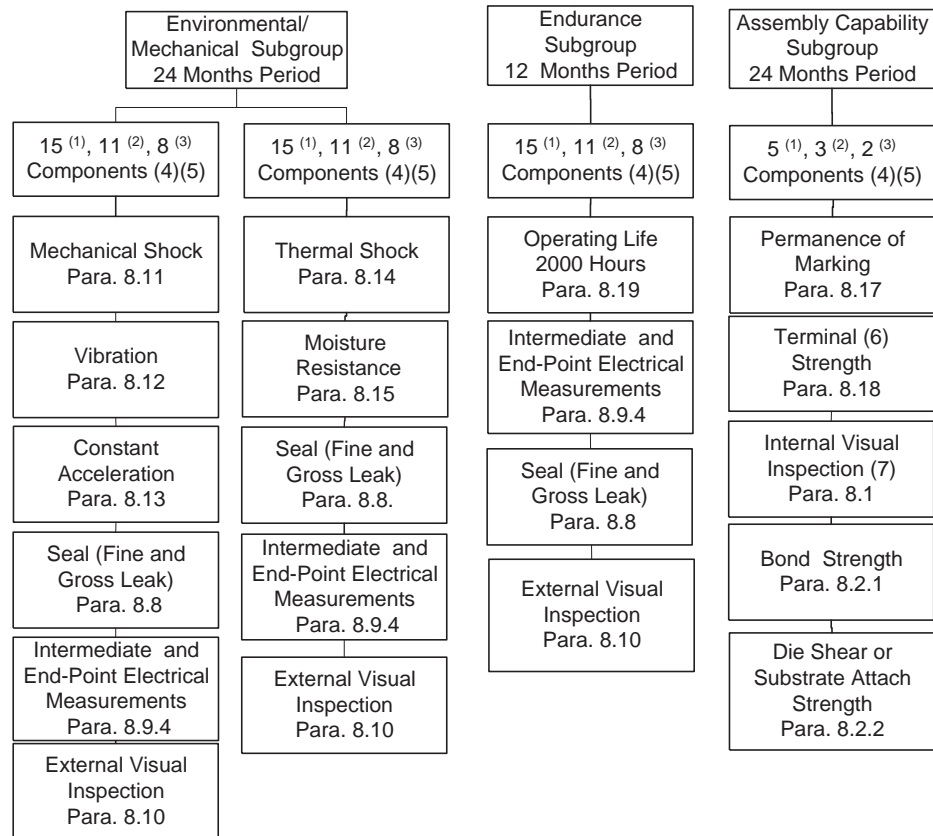 Environmental/
Mechanical Subgroup
24 Months Period
15 (1), 11 (2), 8 (3)
Components (4)(5)
Mechanical Shock
Para. 8.11
Vibration
Para. 8.12
Constant
Acceleration
Para. 8.13
Seal (Fine and
Gross Leak)
Para. 8.8
Intermediate and
End-Point Electrical
Measurements
Para. 8.9.4
External Visual
Inspection
Para. 8.10
15 (1), 11 (2), 8 (3)
Components (4)(5)
Thermal Shock
Para. 8.14
Moisture
Resistance
Para. 8.15
Seal (Fine and
Gross Leak)
Para. 8.8.
Intermediate and
End-Point Electrical
Measurements
Para. 8.9.4
External Visual
Inspection
Para. 8.10
Endurance
Subgroup
12 Months Period
15 (1), 11 (2), 8 (3)
Components (4)(5)
Operating Life
2000 Hours
Para. 8.19
Intermediate and
End-Point Electrical
Measurements
Para. 8.9.4
Seal (Fine and
Gross Leak)
Para. 8.8
External Visual
Inspection
Para. 8.10
Assembly Capability
Subgroup
24 Months Period
5 (1), 3 (2), 2 (3)
Components (4)(5)
Permanence of
Marking
Para. 8.17
Terminal (6)
Strength
Para. 8.18
Internal Visual
Inspection (7)
Para. 8.1
Bond Strength
Para. 8.2.1
Die Shear or
Substrate Attach
Strength
Para. 8.2.2